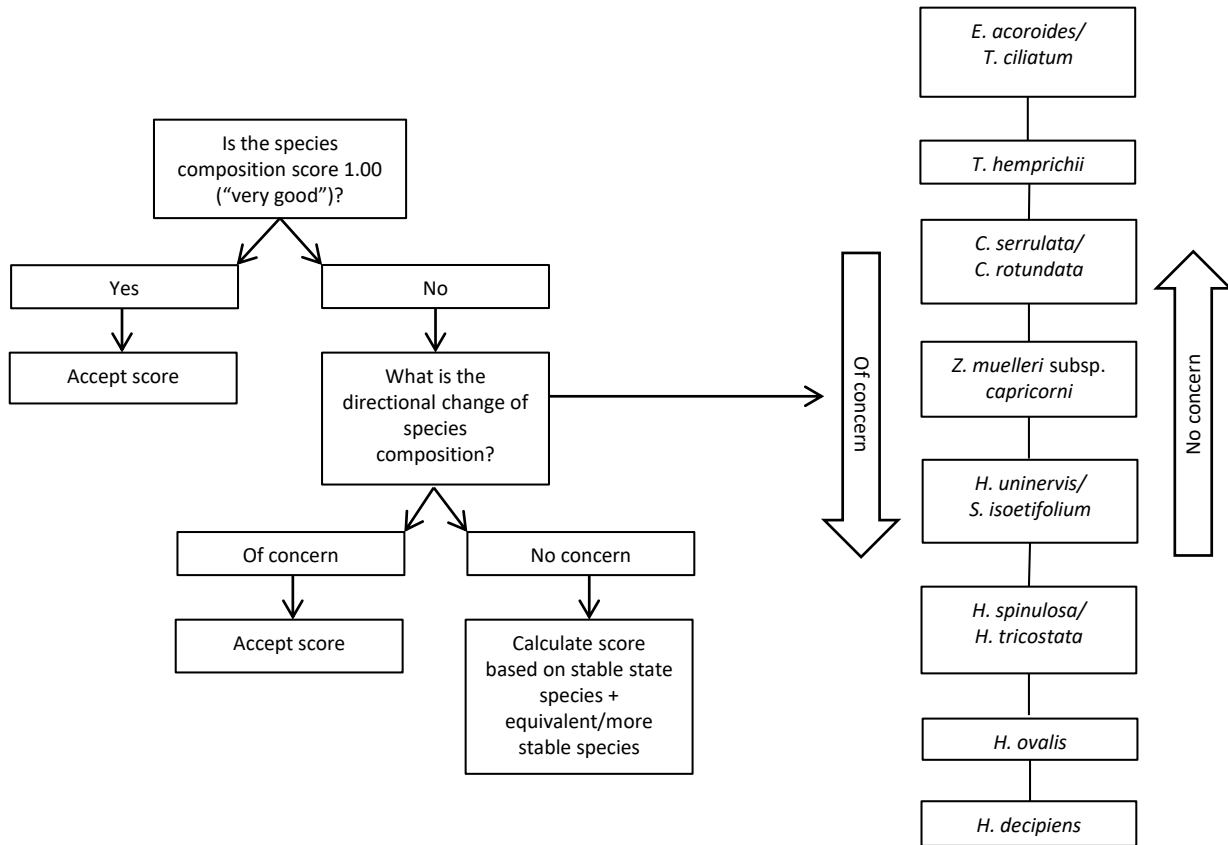 Is the species
composition score 1.00
(“very good”)?
Yes
No
Accept score
What is the
directional change of
species
composition?
Of concern
No concern
Accept score
Calculate score
based on stable state
species +
equivalent/more
stable species
Of concern
E. acoroides/
T. ciliatum
T. hemprichii
C. serrulata/
C. rotundata
Z. muelleri subsp.
capricorni
H. uninervis/
S. isoetifolium
H. spinulosa/
H. tricostata
H. ovalis
H. decipiens
No concern